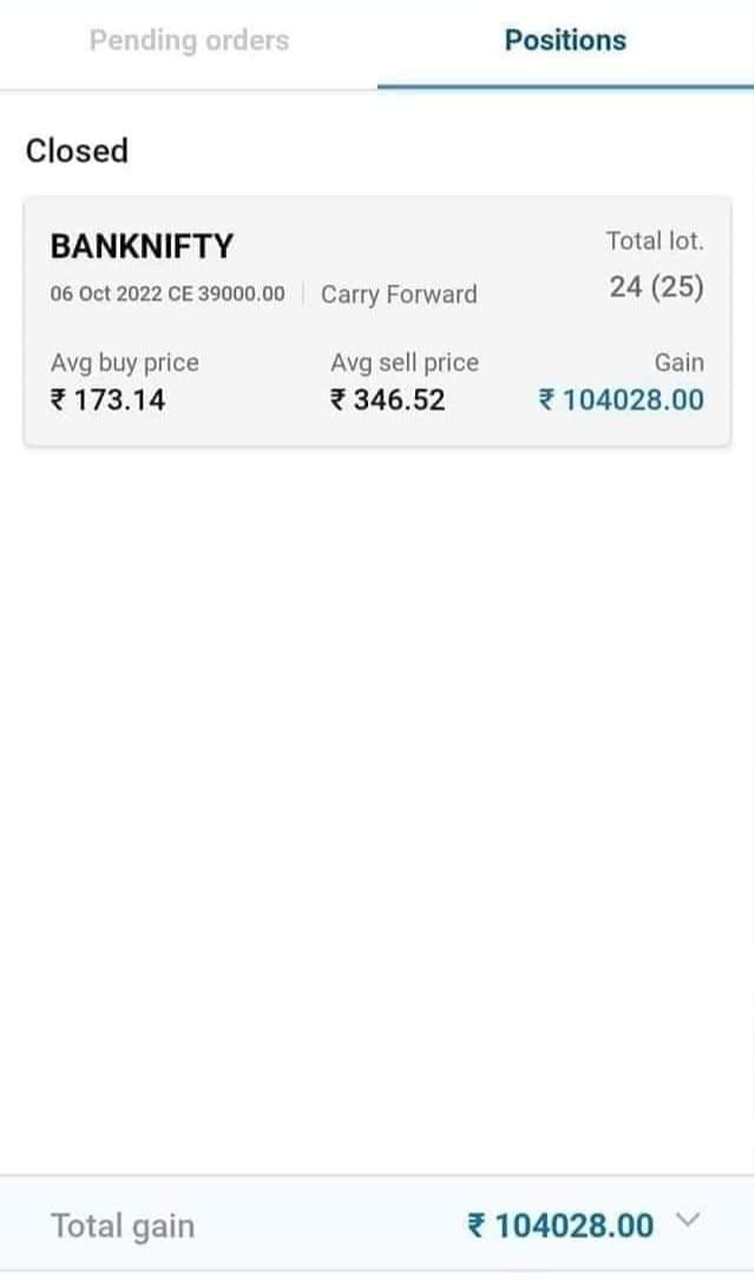 Pending orders Positions
Closed
BANKNIFTY Total lot.
06 Oct 2022 CE 39000.00 Carry Forward 24 (25)
Avg buy price Avg sell price Gain
₹ 173.14 ₹ 346.52 ₹ 104028.00
Total gain ₹ 104028.00